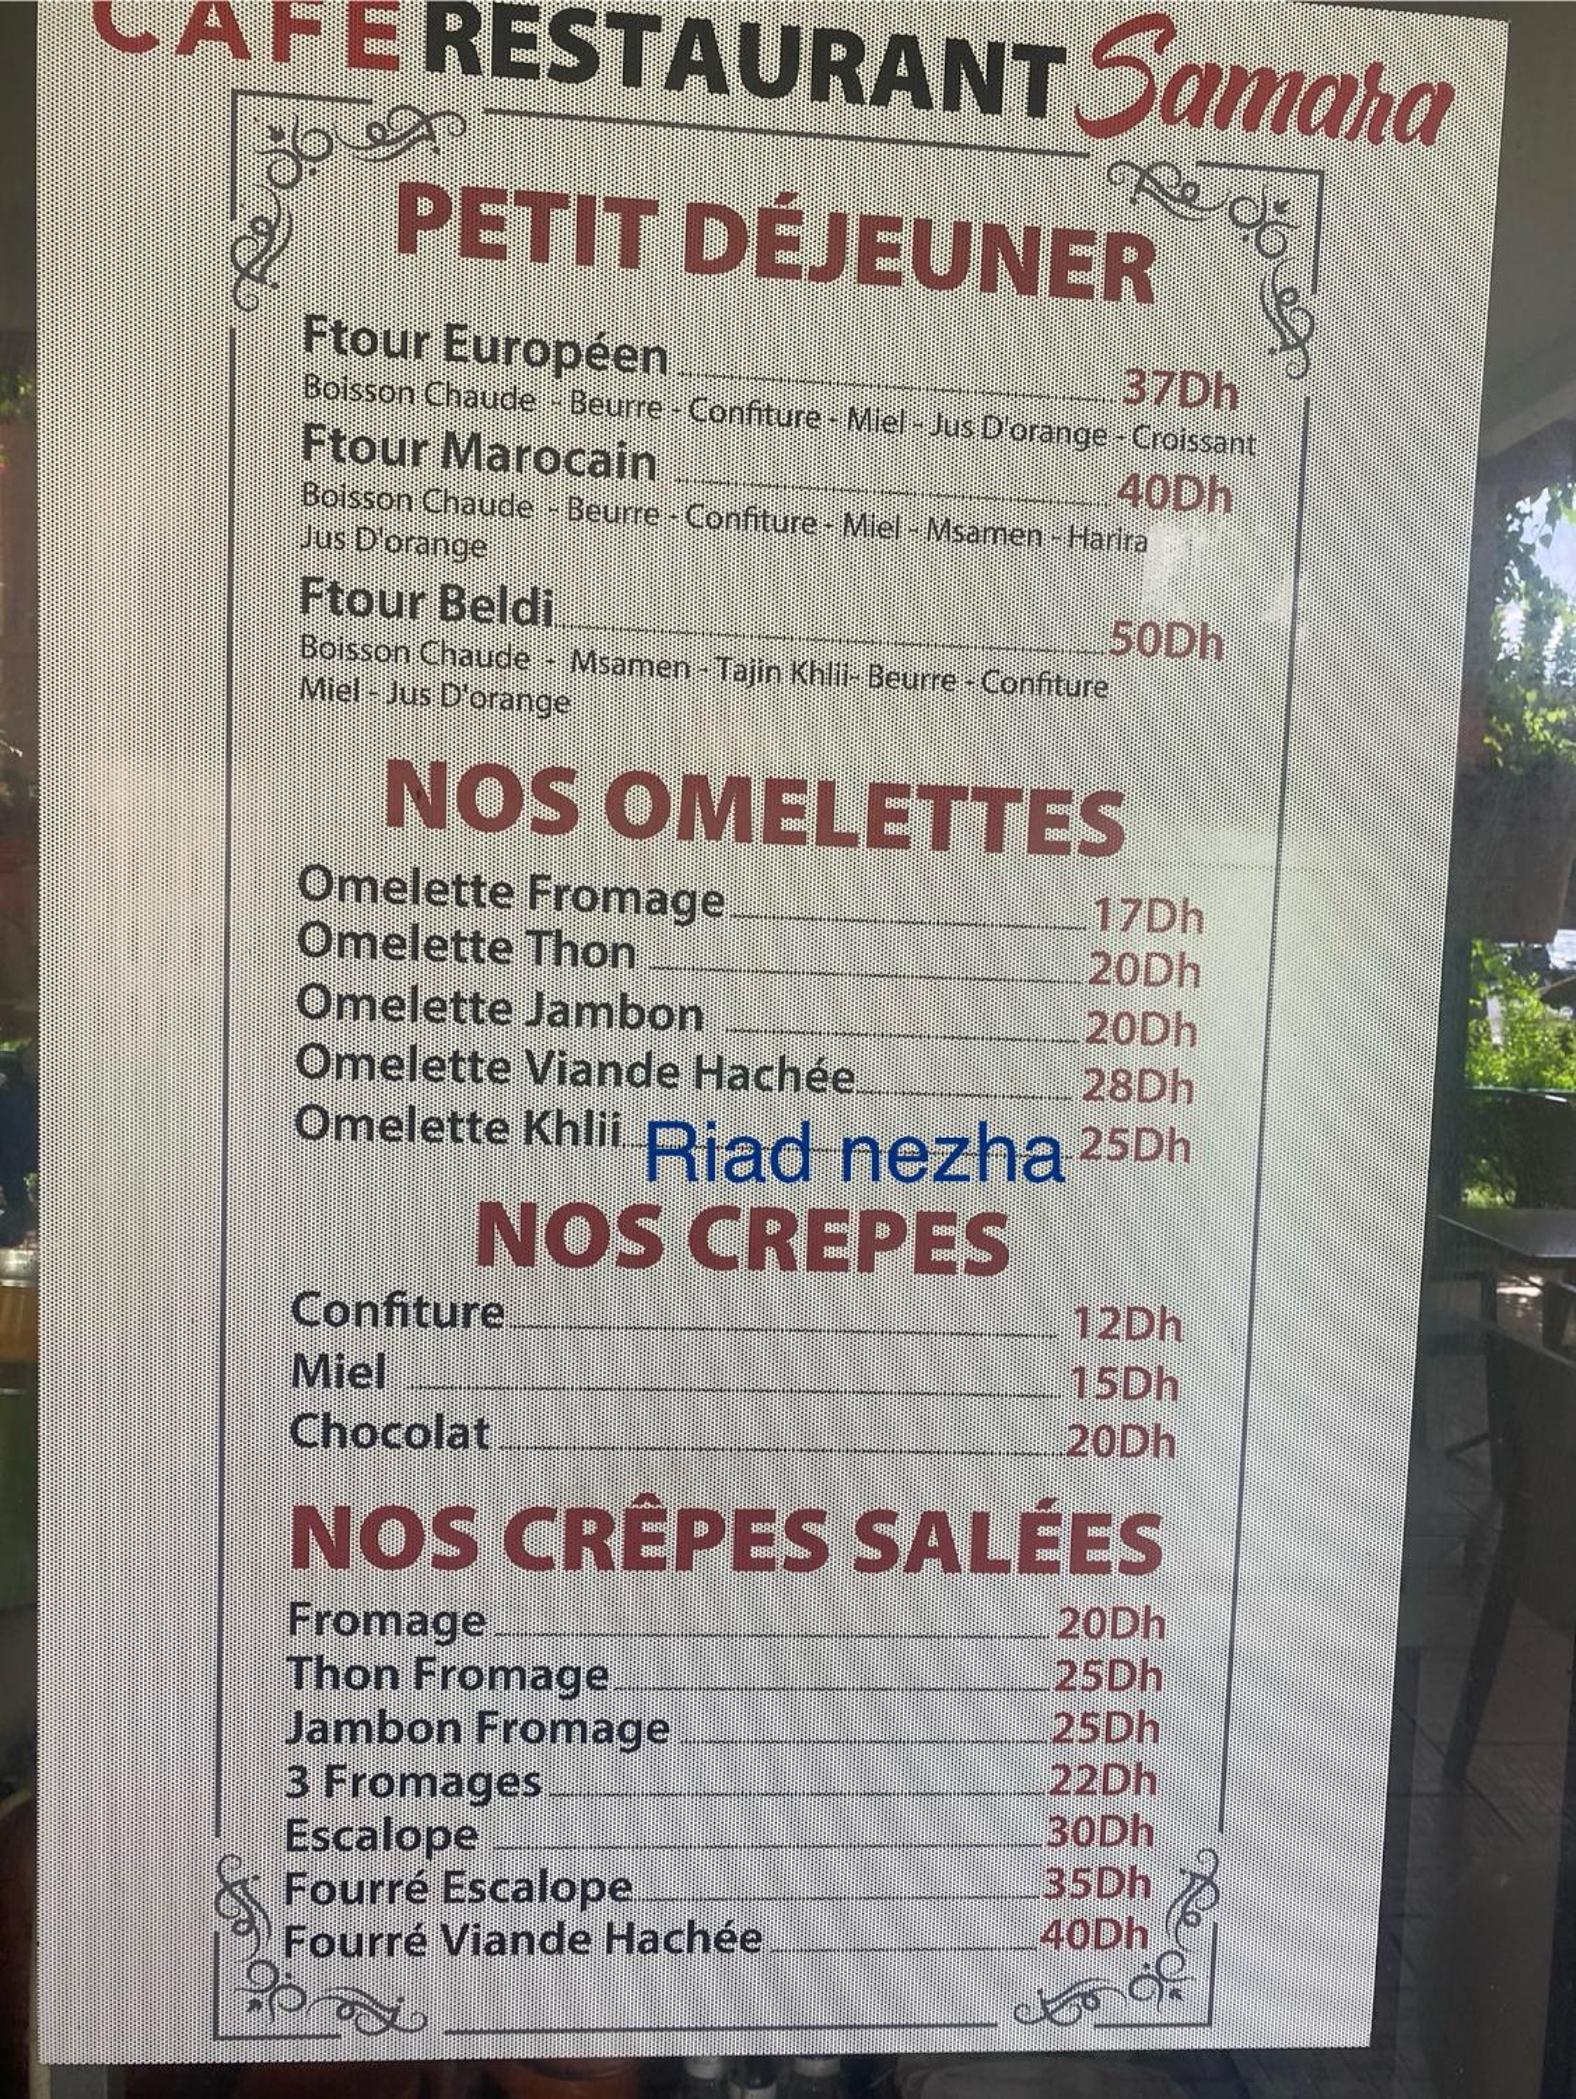 CAFE RESTAURANT Samara
PETIT DÉJEUNER
Ftour Européen 37Dh
Boisson Chaude - Beurre - Confiture - Miel - Jus D'orange - Croissant
Ftour Marocain 40Dh
Boisson Chaude - Beurre - Confiture - Miel - Msamen - Harira
Jus D'orange
Ftour Beldi 50Dh
Boisson Chaude - Msamen - Tajin Khlii- Beurre - Confiture
Miel - Jus D'orange
NOS OMELETTES
Omelette Fromage 17Dh
Omelette Thon 20Dh
Omelette Jambon 20Dh
Omelette Viande Hachée 28Dh
Omelette Khlii 25Dh
Riad nezha
NOS CREPES
Confiture 12Dh
Miel 15Dh
Chocolat 20Dh
NOS CRÊPES SALÉES
Fromage 20Dh
Thon Fromage 25Dh
Jambon Fromage 25Dh
3 Fromages 22Dh
Escalope 30Dh
Fourré Escalope 35Dh
Fourré Viande Hachée 40Dh